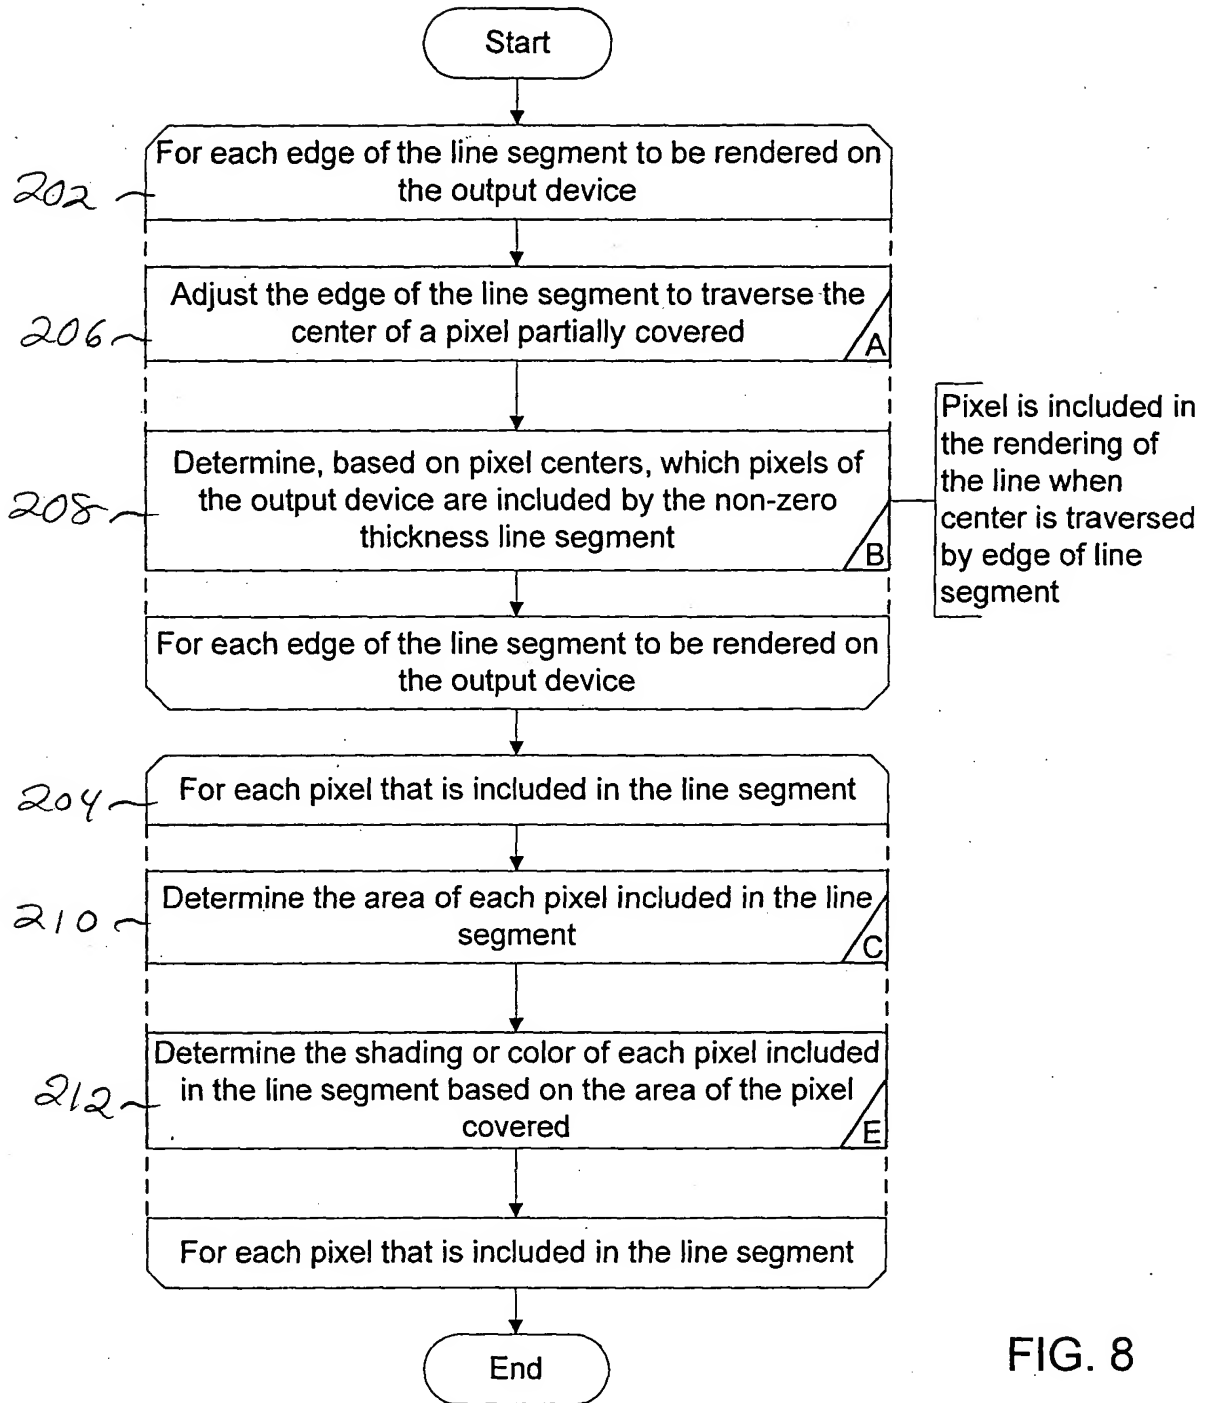 Start
For each edge of the line segment to be rendered on
the output device
202
Adjust the edge of the line segment to traverse the
center of a pixel partially covered
206
A
Determine, based on pixel centers, which pixels of
the output device are included by the non-zero
thickness line segment
208
B
Pixel is included in
the rendering of
the line when
center is traversed
by edge of line
segment
For each edge of the line segment to be rendered on
the output device
204
For each pixel that is included in the line segment
Determine the area of each pixel included in the line
segment
210
C
Determine the shading or color of each pixel included
in the line segment based on the area of the pixel
covered
212
E
For each pixel that is included in the line segment
End
FIG. 8